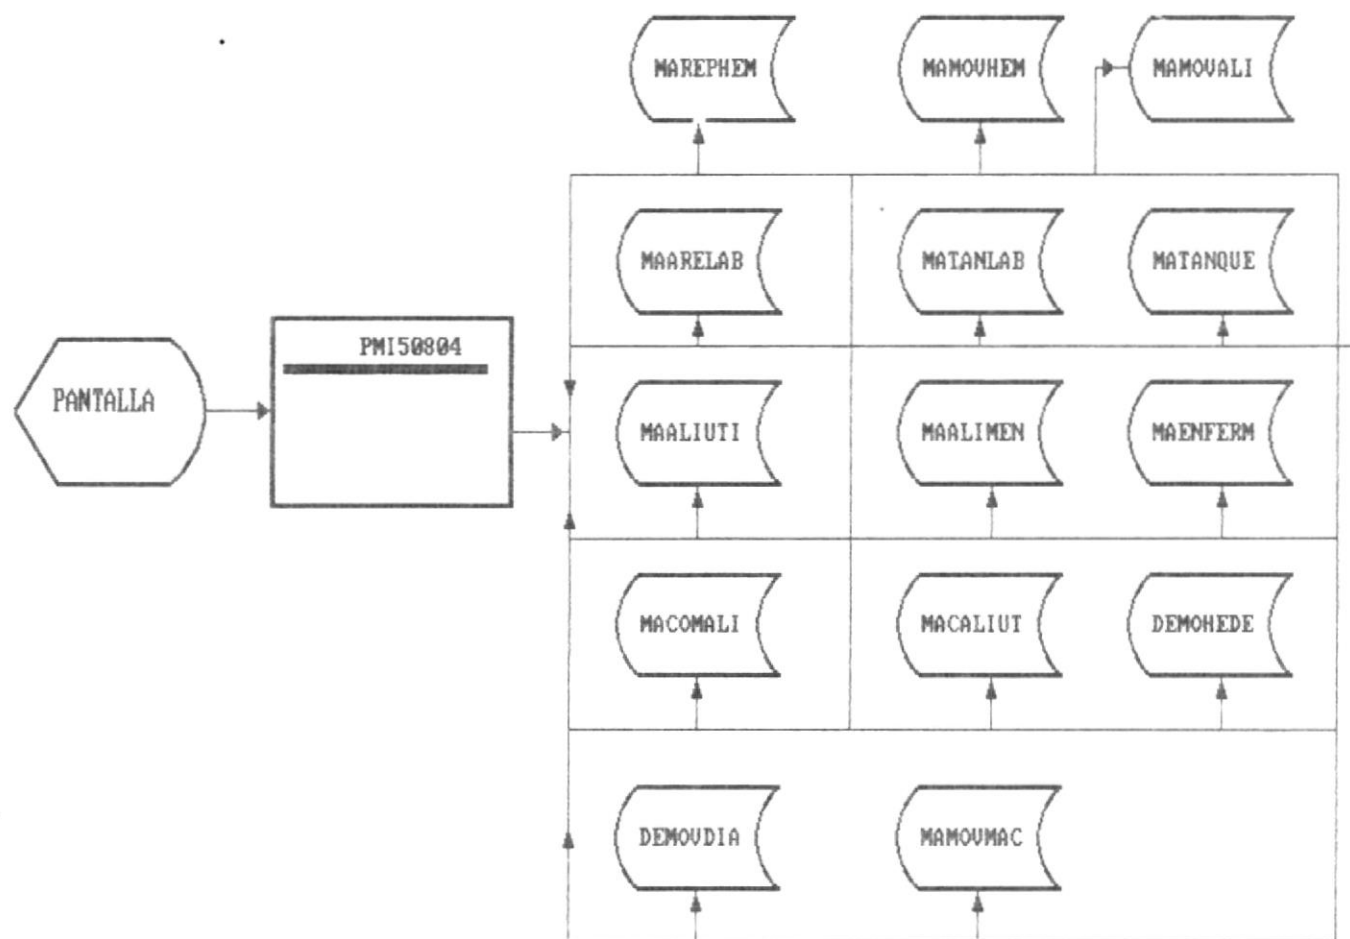 MAREPHEM MAMOVHEM MAMOVALI
MAARELAB MATANLAB MATANQUE
PMI50804
PANTALLA
MAALIUTI MAALIMEN MAENFERM
MACOMALI MACALIUT DEMOHEDE
DEMOVDIA MAMOVMAC